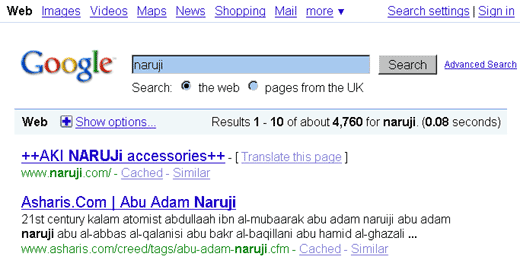 Web Images Videos Maps News Shopping Mail more ▼ Search settings | Sign in
Google naruji Search Advanced Search
Search: the web pages from the UK
Web Show options... Results 1 - 10 of about 4,760 for naruji. (0.08 seconds)
++AKI NARUJi accessories++ - [ Translate this page ]
www.naruji.com/ - Cached - Similar
Asharis.Com | Abu Adam Naruji
21st century kalam atomist abdullaah ibn al-mubaarak abu adam naruiji abu adam
naruji abu al-abbas al-qalanisi abu bakr al-baqillani abu hamid al-ghazali ...
www.asharis.com/creed/tags/abu-adam-naruji.cfm - Cached - Similar